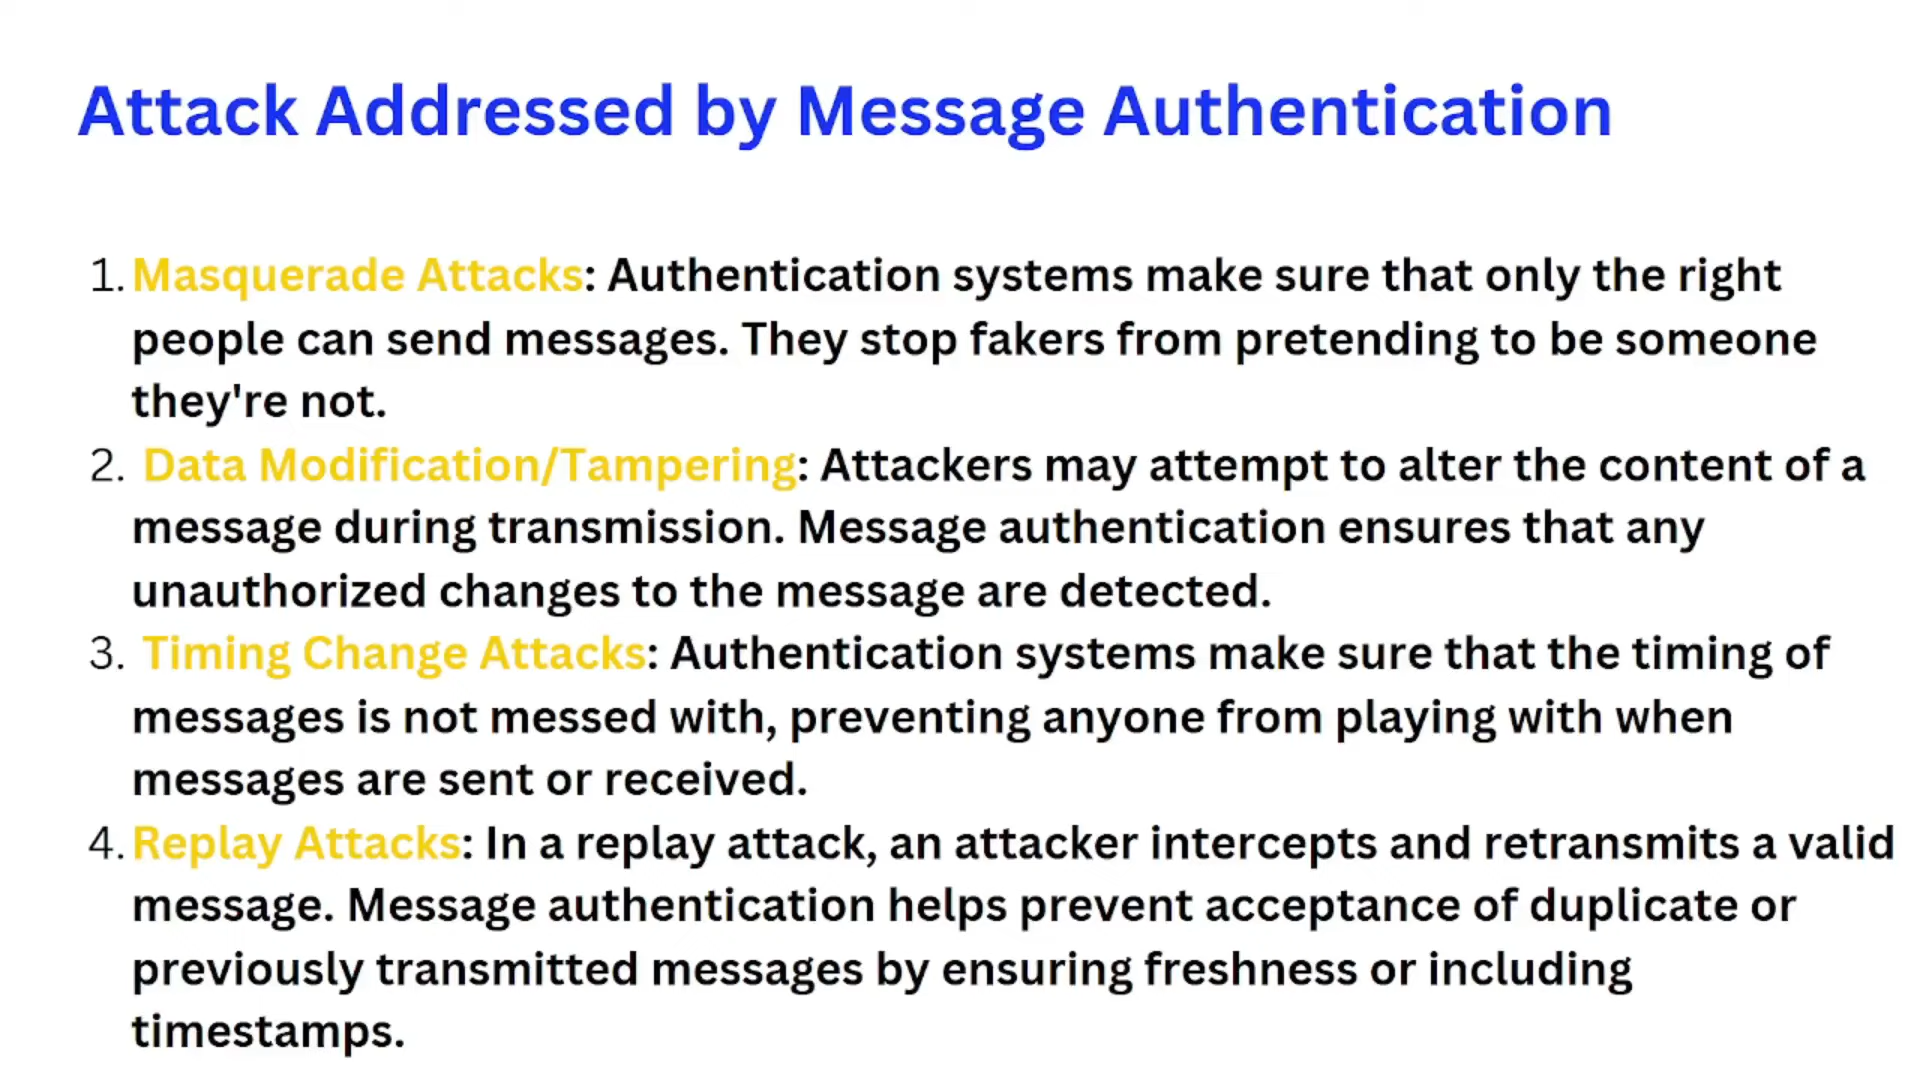 Attack Addressed by Message Authentication
1. Masquerade Attacks: Authentication systems make sure that only the right
people can send messages. They stop fakers from pretending to be someone
they're not.
2. Data Modification/Tampering: Attackers may attempt to alter the content of a
message during transmission. Message authentication ensures that any
unauthorized changes to the message are detected.
3. Timing Change Attacks: Authentication systems make sure that the timing of
messages is not messed with, preventing anyone from playing with when
messages are sent or received.
4. Replay Attacks: In a replay attack, an attacker intercepts and retransmits a valid
message. Message authentication helps prevent acceptance of duplicate or
previously transmitted messages by ensuring freshness or including
timestamps.